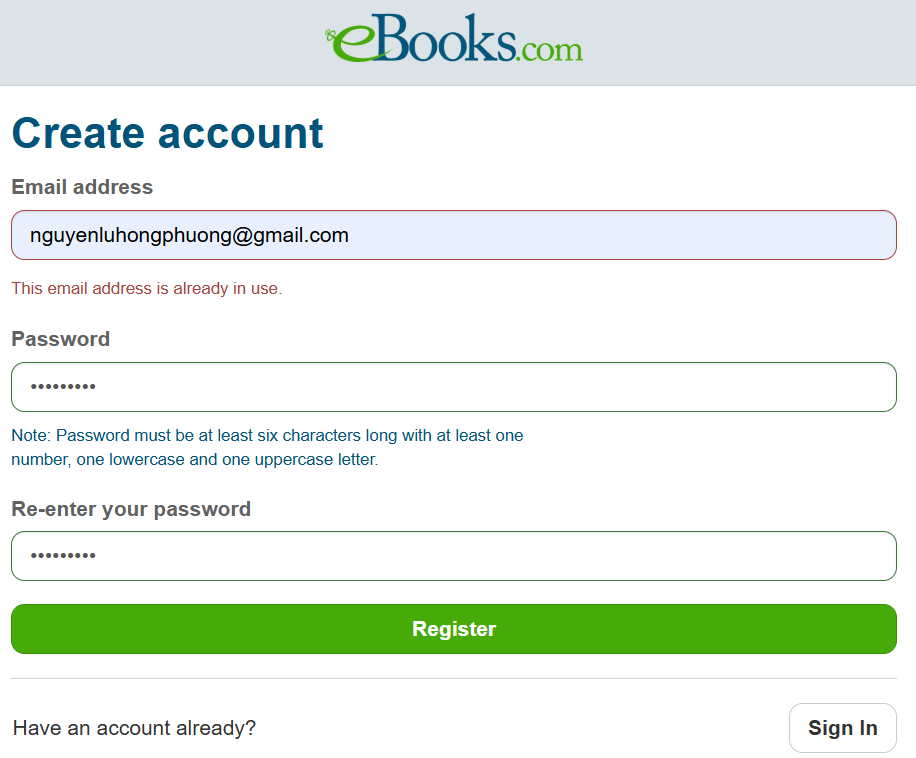 eBooks.com
Create account
Email address
nguyenluhongphuong@gmail.com
This email address is already in use.
Password
•••••••••
Note: Password must be at least six characters long with at least one
number, one lowercase and one uppercase letter.
Re-enter your password
•••••••••
Register
Have an account already?
Sign In